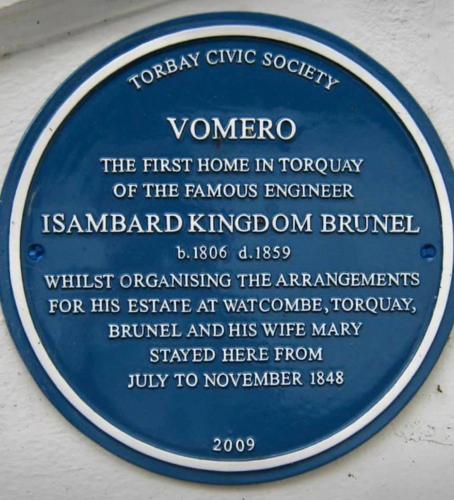 TORBAY CIVIC SOCIETY
VOMERO
THE FIRST HOME IN TORQUAY
OF THE FAMOUS ENGINEER
ISAMBARD KINGDOM BRUNEL
b.1806 d.1859
WHILST ORGANISING THE ARRANGEMENTS
FOR HIS ESTATE AT WATCOMBE, TORQUAY,
BRUNEL AND HIS WIFE MARY
STAYED HERE FROM
JULY TO NOVEMBER 1848
2009